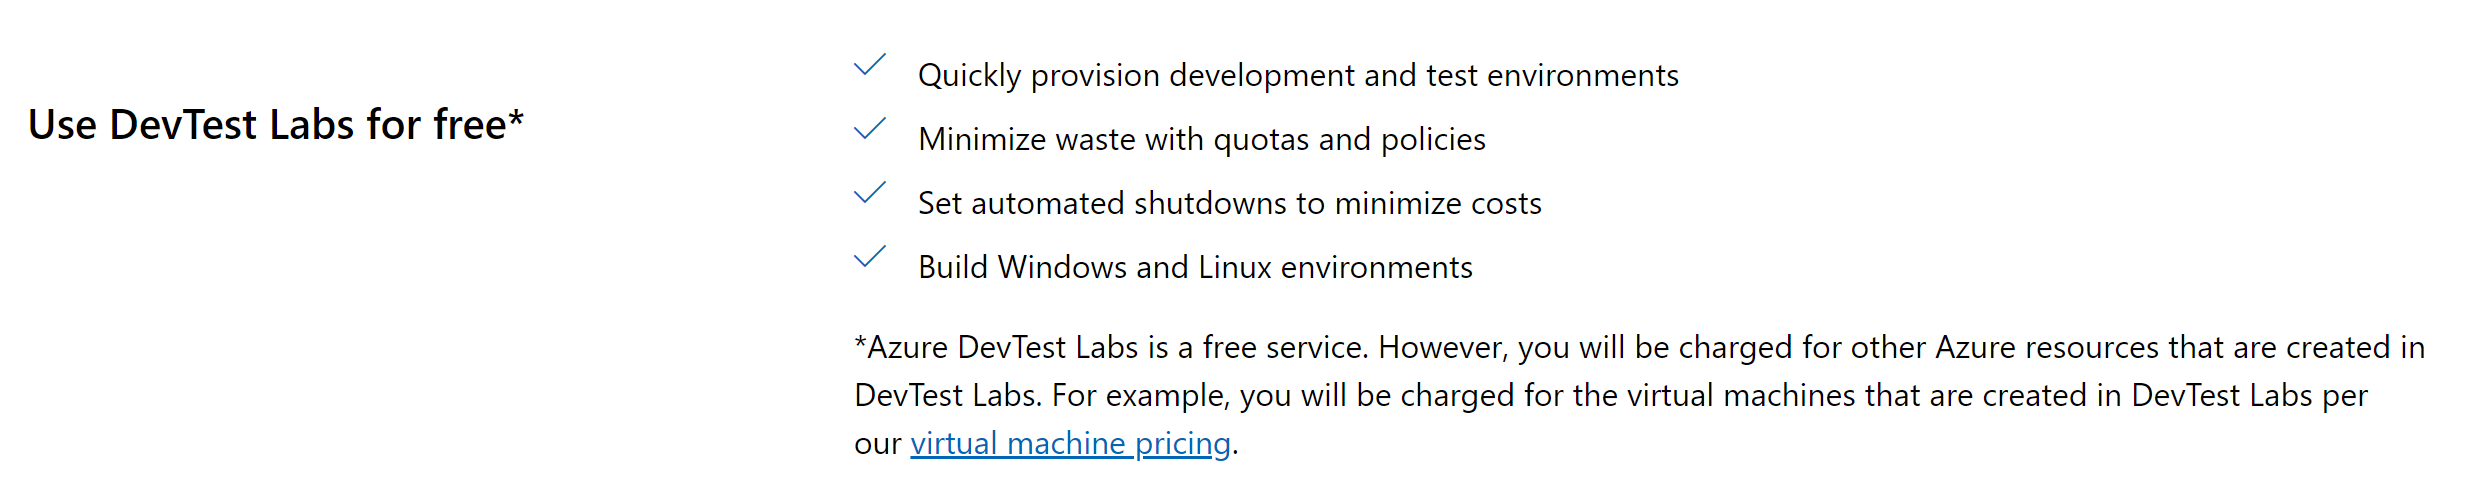 Use DevTest Labs for free*
Quickly provision development and test environments
Minimize waste with quotas and policies
Set automated shutdowns to minimize costs
Build Windows and Linux environments
*Azure DevTest Labs is a free service. However, you will be charged for other Azure resources that are created in
DevTest Labs. For example, you will be charged for the virtual machines that are created in DevTest Labs per
our virtual machine pricing.